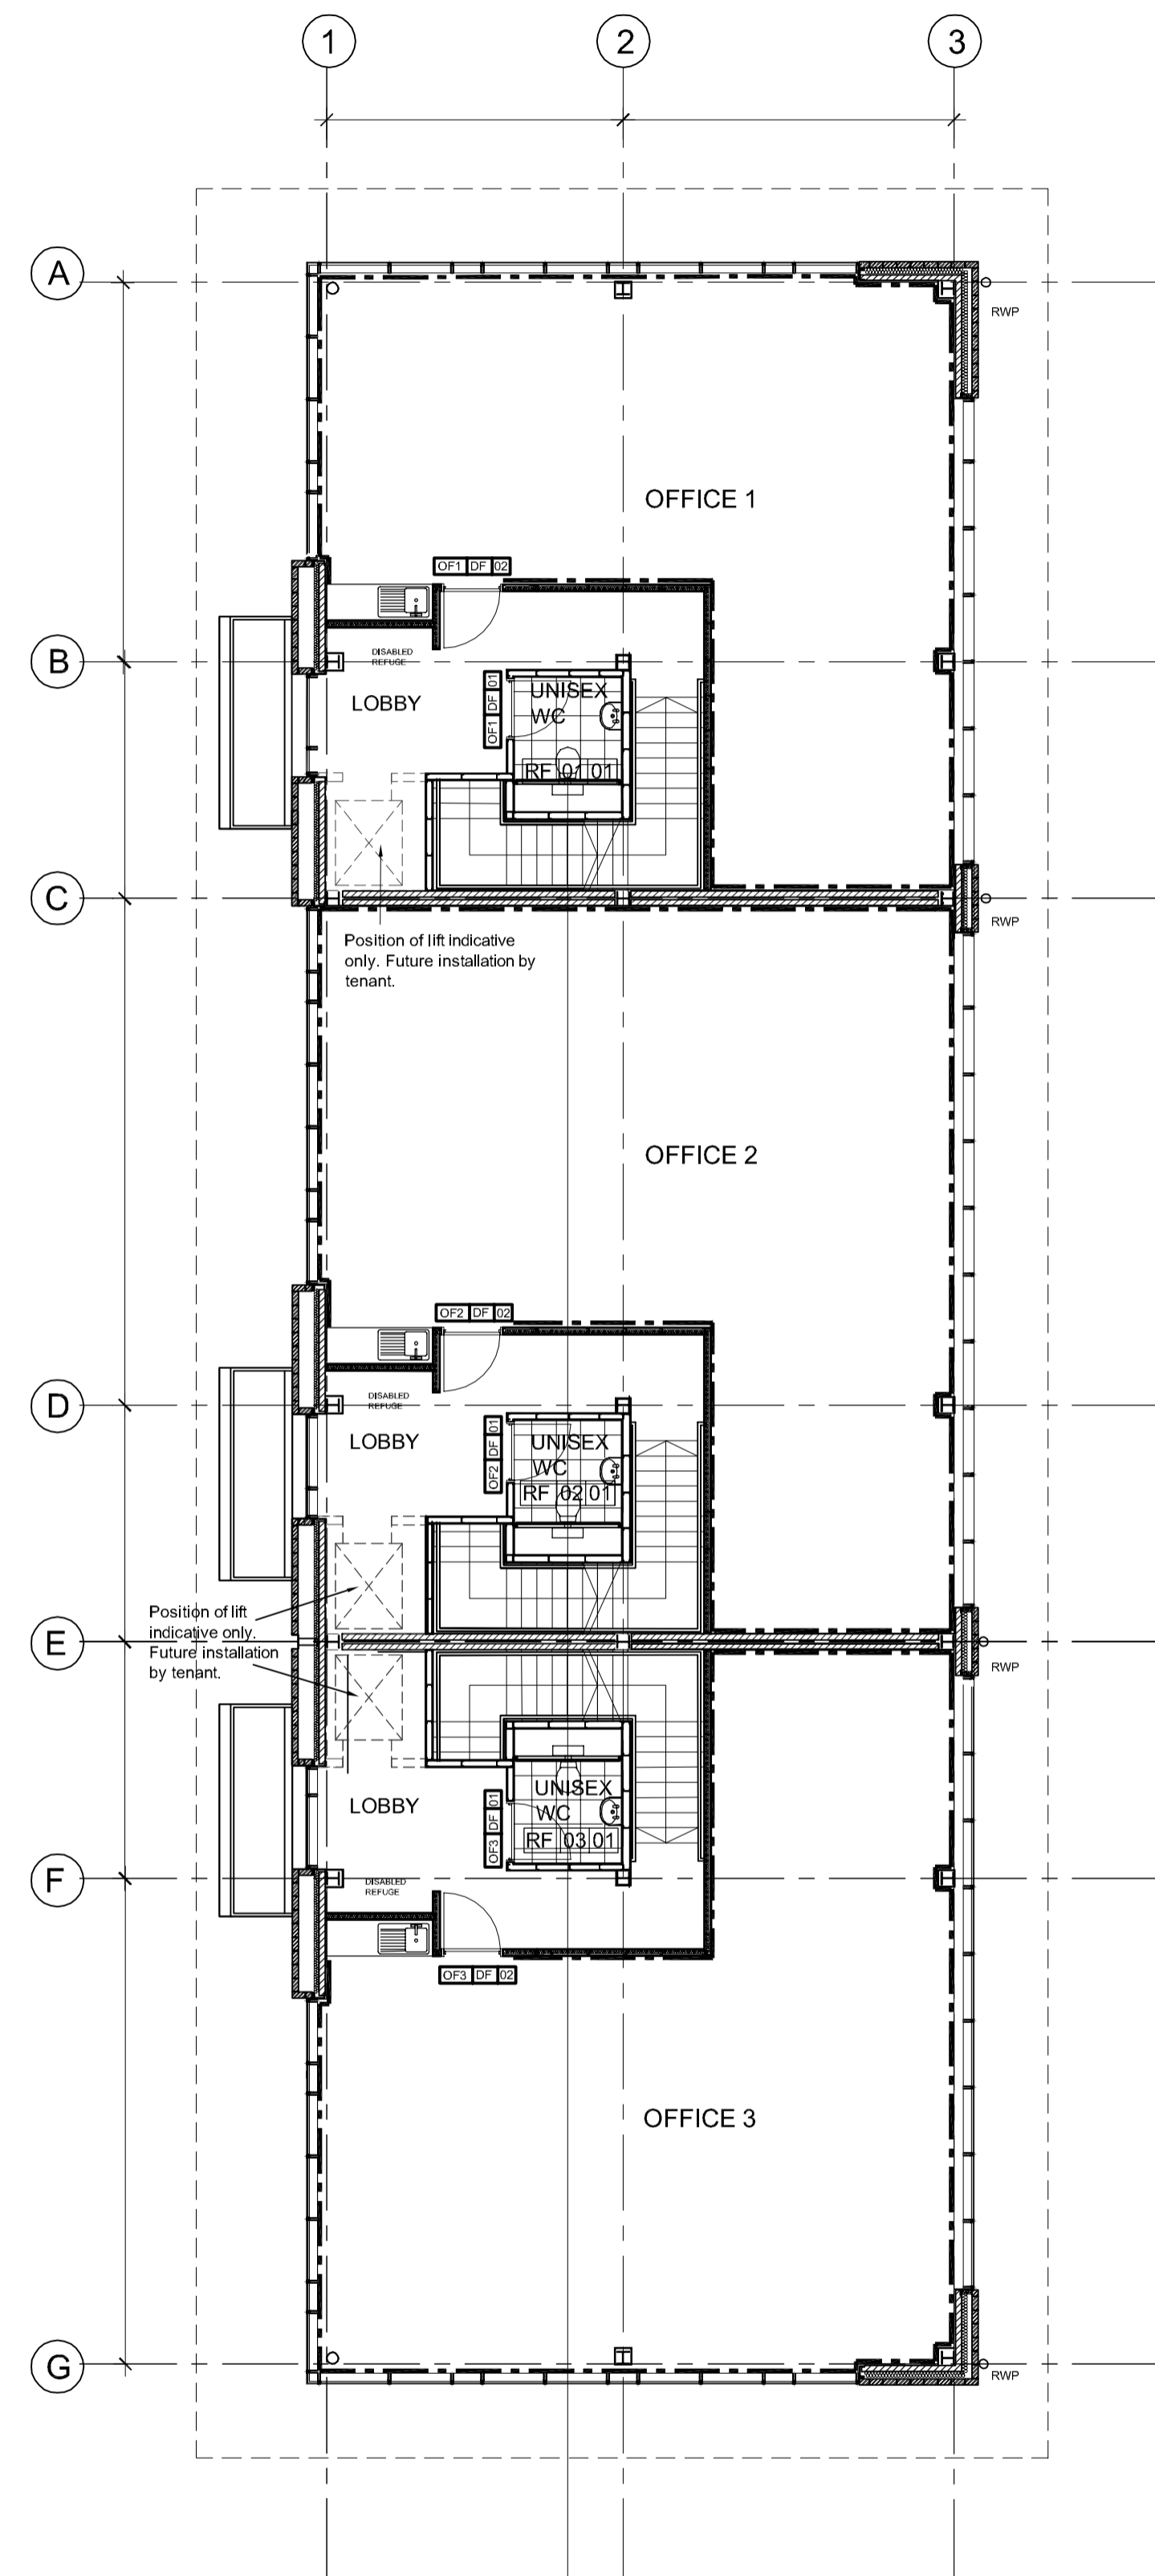 1 2 3
A
RWP
OFFICE 1
OF1 DF 02
B
DISABLED
REFUGE
LOBBY
OF1 DF 01
UNISEX
WC
RF 01 01
C
RWP
Position of lift indicative
only. Future installation by
tenant.
OFFICE 2
OF2 DF 02
D
DISABLED
REFUGE
LOBBY
OF2 DF 01
UNISEX
WC
RF 02 01
E
Position of lift
indicative only.
Future installation
by tenant.
RWP
LOBBY
OF3 DF 01
UNISEX
WC
RF 03 01
F
DISABLED
REFUGE
OF3 DF 02
OFFICE 3
G
RWP